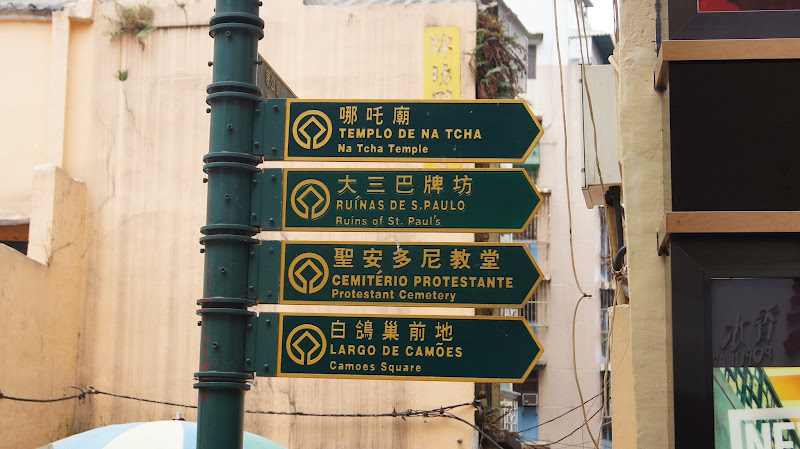 哪吒廟
TEMPLO DE NA TCHA
Na Tcha Temple
大三巴牌坊
RUÍNAS DE S.PAULO
Ruins of St. Paul's
聖安多尼教堂
CEMITÉRIO PROTESTANTE
Protestant Cemetery
白鴿巢前地
LARGO DE CAMÕES
Camoes Square